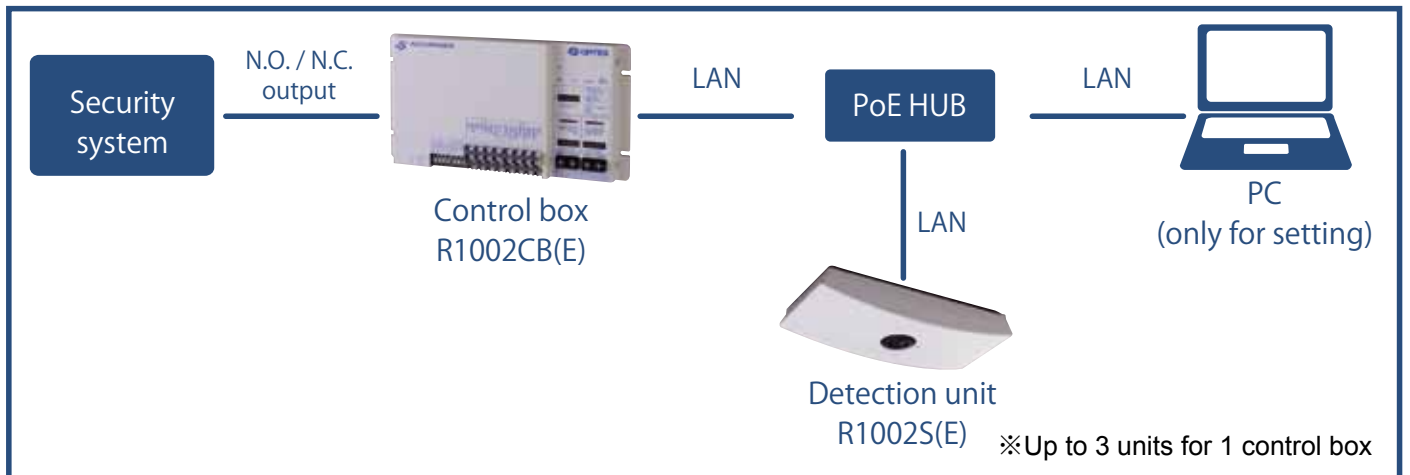 Security
system
N.O. / N.C.
output
OPTEX
Control box
R1002CB(E)
LAN
PoE HUB
LAN
LAN
PC
(only for setting)
Detection unit
R1002S(E)
※Up to 3 units for 1 control box